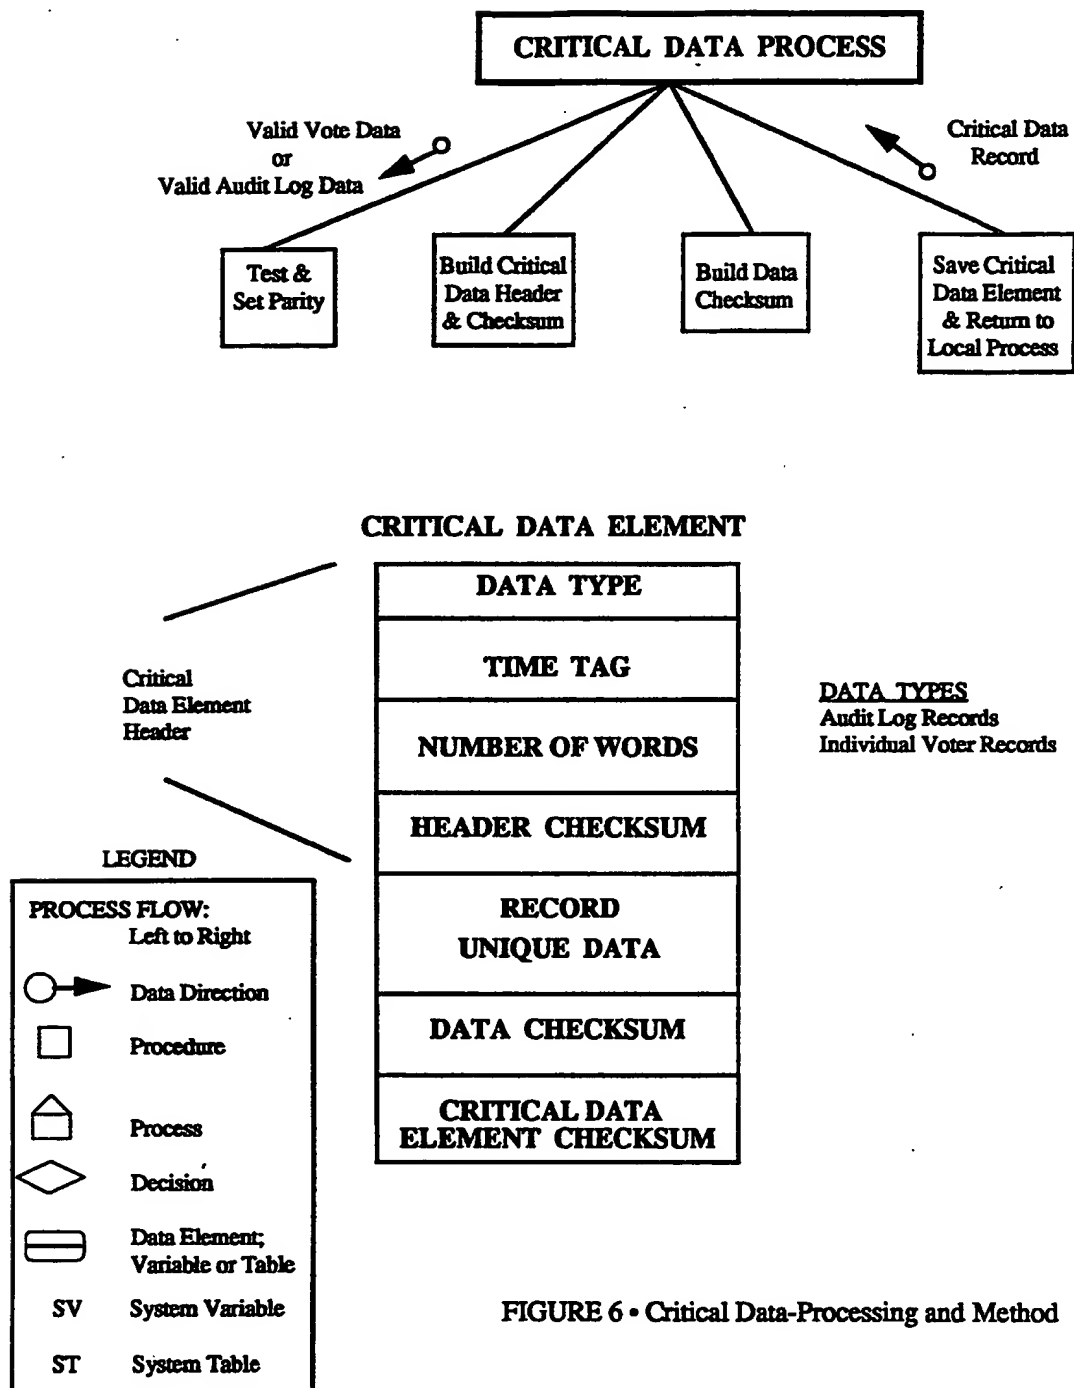 CRITICAL DATA PROCESS
Valid Vote Data
or
Valid Audit Log Data
Critical Data
Record
Test &
Set Parity
Build Critical
Data Header
& Checksum
Build Data
Checksum
Save Critical
Data Element
& Return to
Local Process
CRITICAL DATA ELEMENT
DATA TYPE
TIME TAG
NUMBER OF WORDS
HEADER CHECKSUM
RECORD
UNIQUE DATA
DATA CHECKSUM
CRITICAL DATA
ELEMENT CHECKSUM
Critical
Data Element
Header
DATA TYPES
Audit Log Records
Individual Voter Records
LEGEND
PROCESS FLOW:
Left to Right
Data Direction
Procedure
Process
Decision
Data Element;
Variable or Table
SV System Variable
ST System Table
FIGURE 6 • Critical Data-Processing and Method